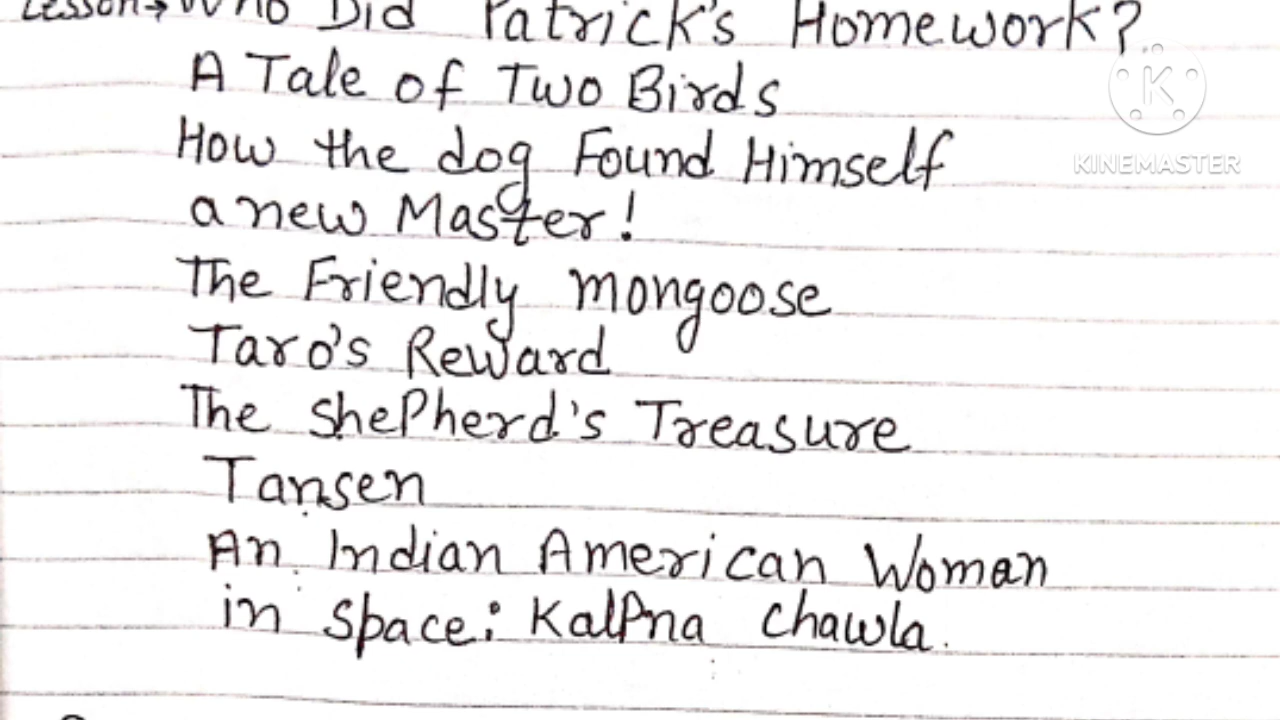 Lesson→ Who Did Patrick's Homework?
A Tale of Two Birds
How the dog Found Himself
a new Master!
The Friendly mongoose
Taro's Reward
The shePherd's Treasure
Tansen
An Indian American Woman
in space: KalPna Chawla.
K
KINEMASTER